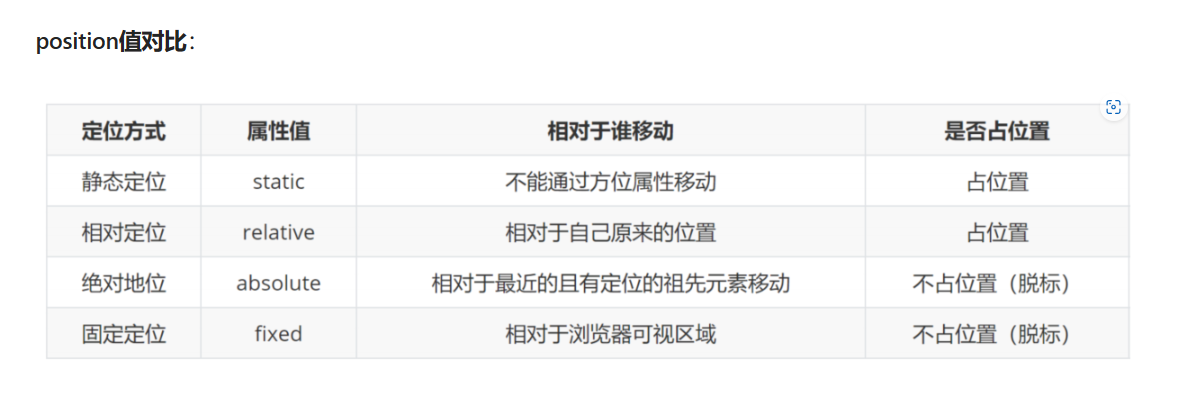 position值对比：
定位方式 属性值 相对于谁移动 是否占位置
静态定位 static 不能通过方位属性移动 占位置
相对定位 relative 相对于自己原来的位置 占位置
绝对地位 absolute 相对于最近的且有定位的祖先元素移动 不占位置（脱标）
固定定位 fixed 相对于浏览器可视区域 不占位置（脱标）